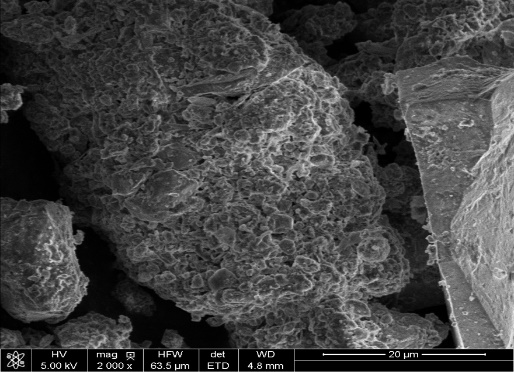 HV mag HFW det WD
20 µm
5.00 kV 2 000 x 63.5 µm ETD 4.8 mm